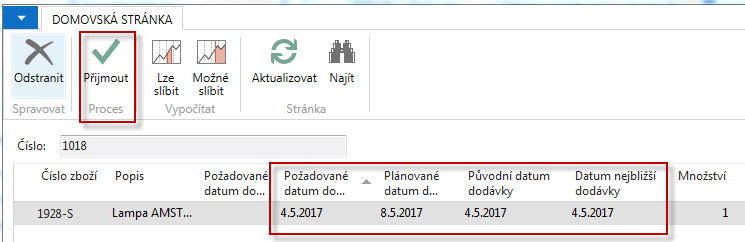 DOMOVSKÁ STRÁNKA
Odstranit
Přijmout
Lze slíbit
Možné slíbit
Aktualizovat
Najít
Spravovat
Proces
Vypočítat
Stránka
Číslo: 1018
Číslo zboží Popis Požadované datum do... Požadované datum do... Plánované datum d... Původní datum dodávky Datum nejbližší dodávky Množství
1928-S Lampa AMST... 4.5.2017 8.5.2017 4.5.2017 4.5.2017 1